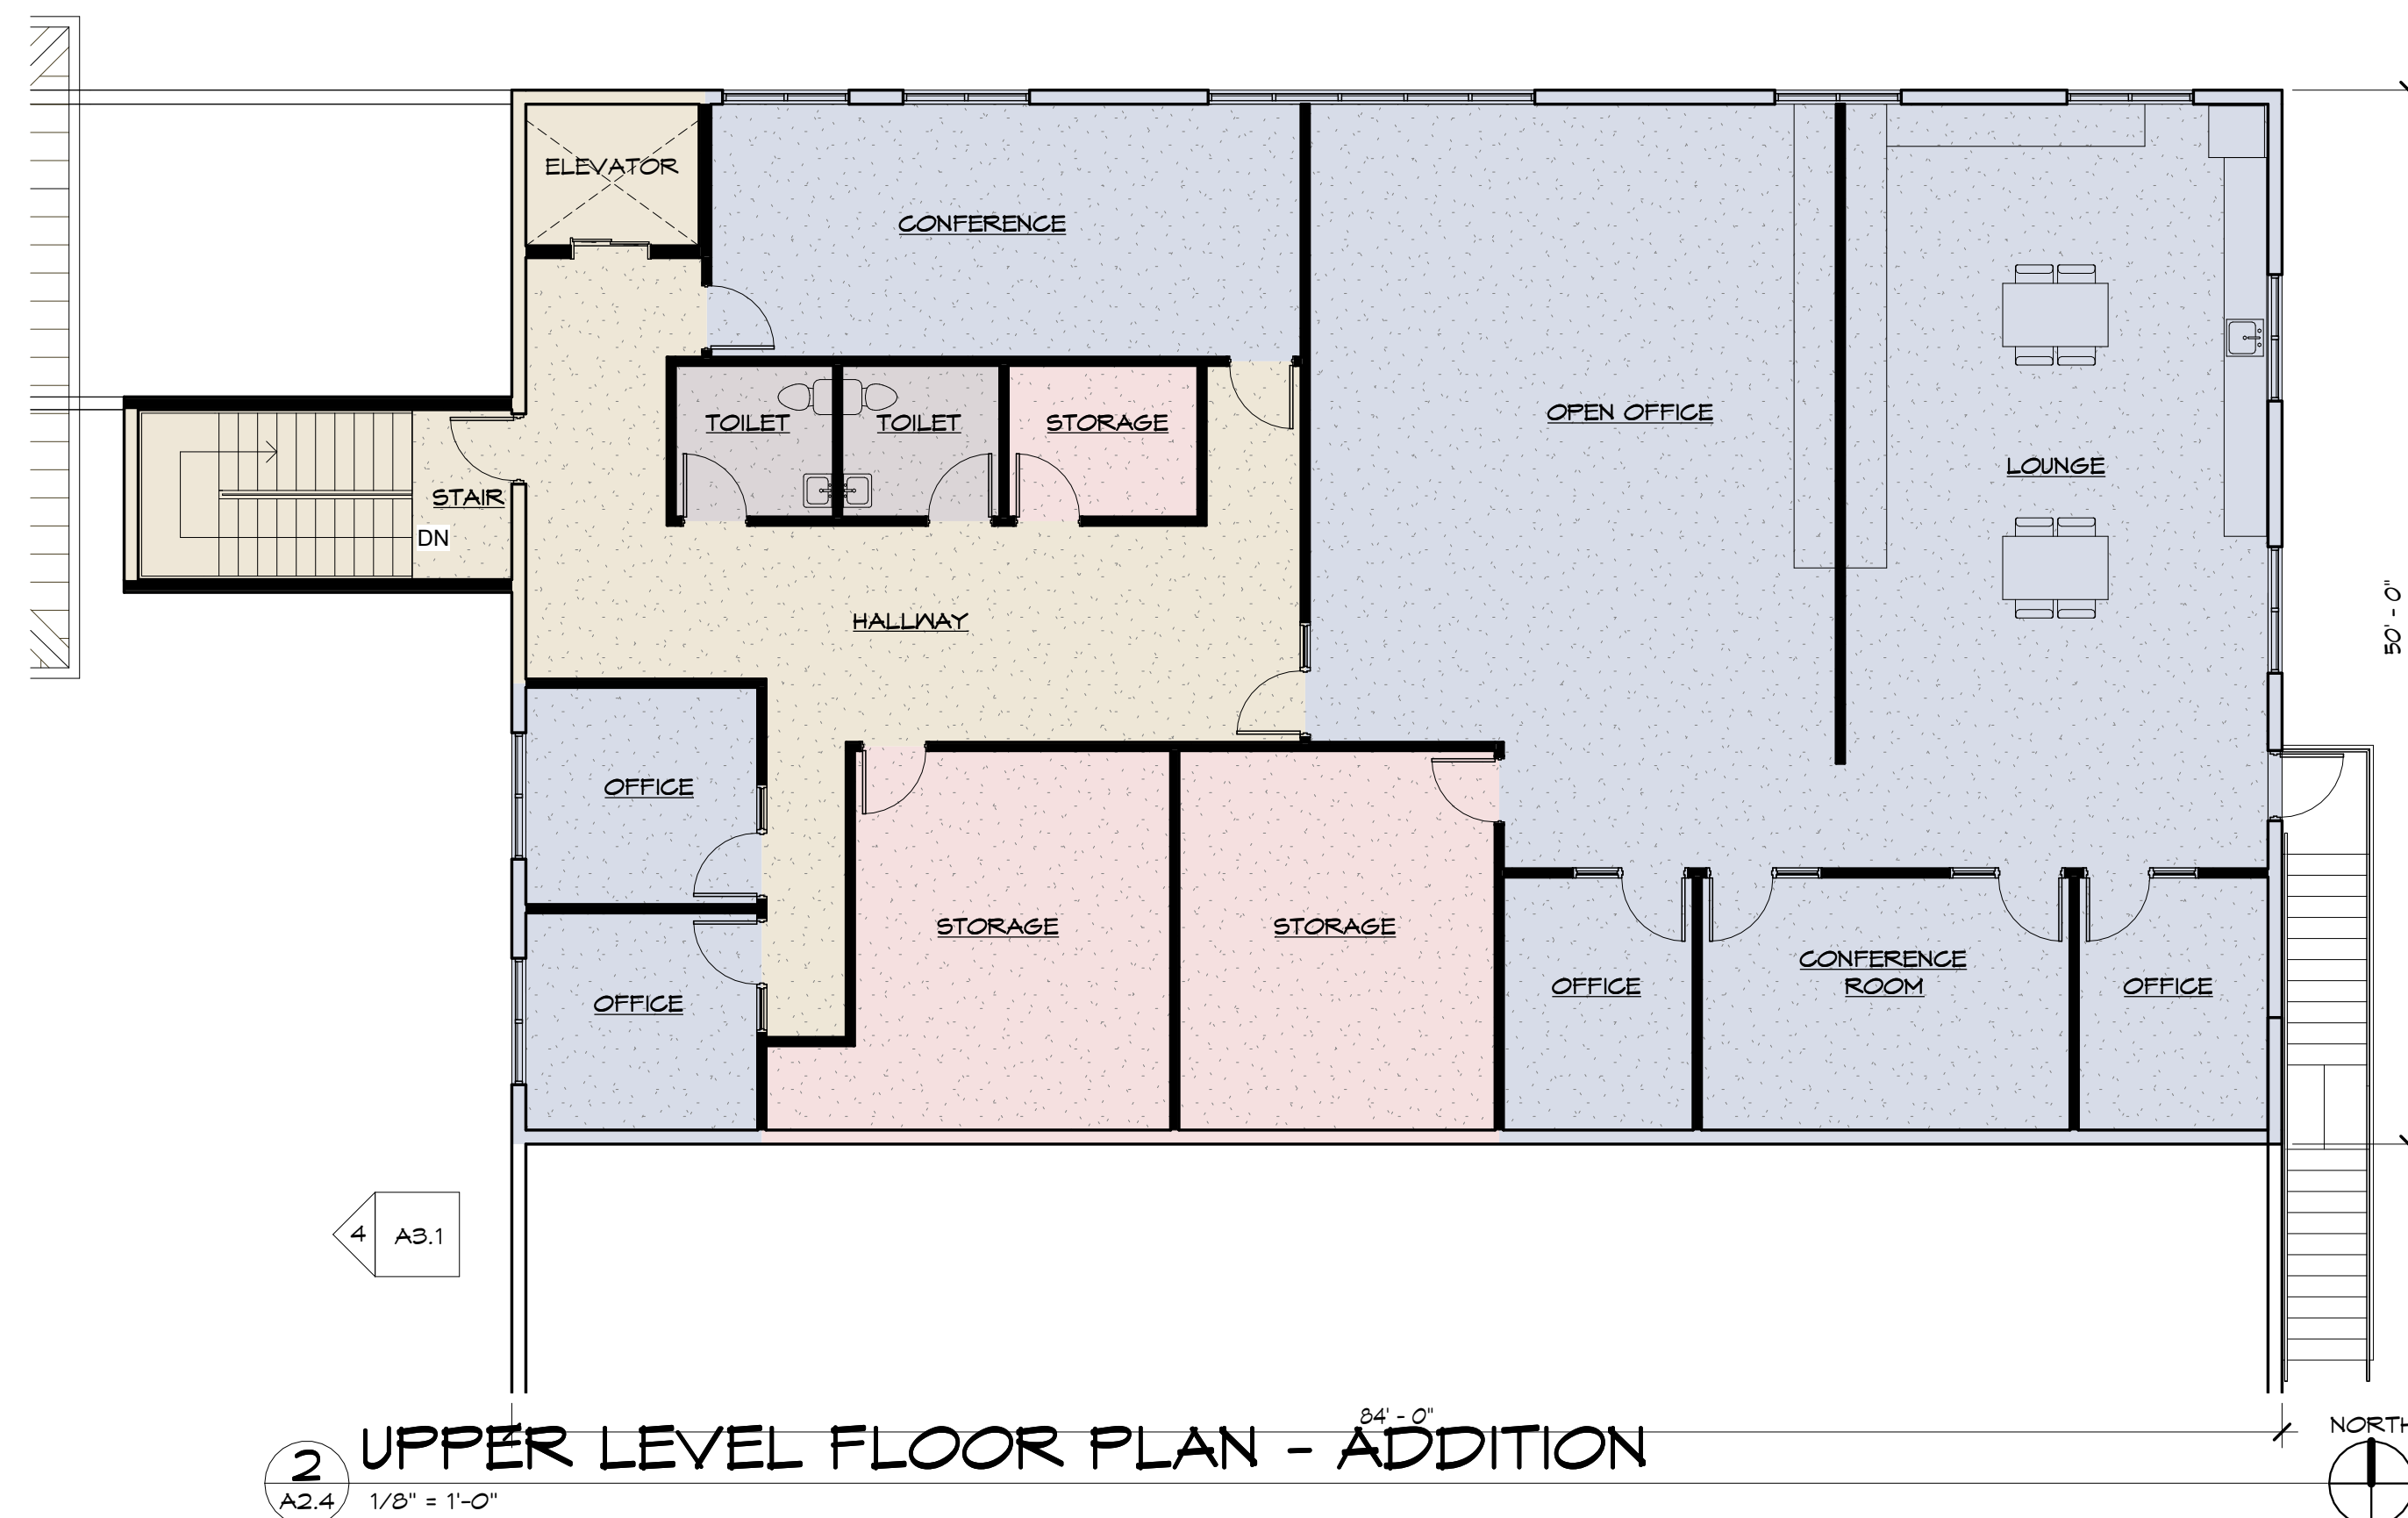 ELEVATOR
CONFERENCE
TOILET
TOILET
STORAGE
OPEN OFFICE
LOUNGE
STAIR
DN
HALLWAY
50' - 0"
OFFICE
STORAGE
STORAGE
CONFERENCE
ROOM
OFFICE
OFFICE
OFFICE
4
A3.1
84' - 0"
2
UPPER LEVEL FLOOR PLAN - ADDITION
A2.4
1/8" = 1'-0"
NORTH